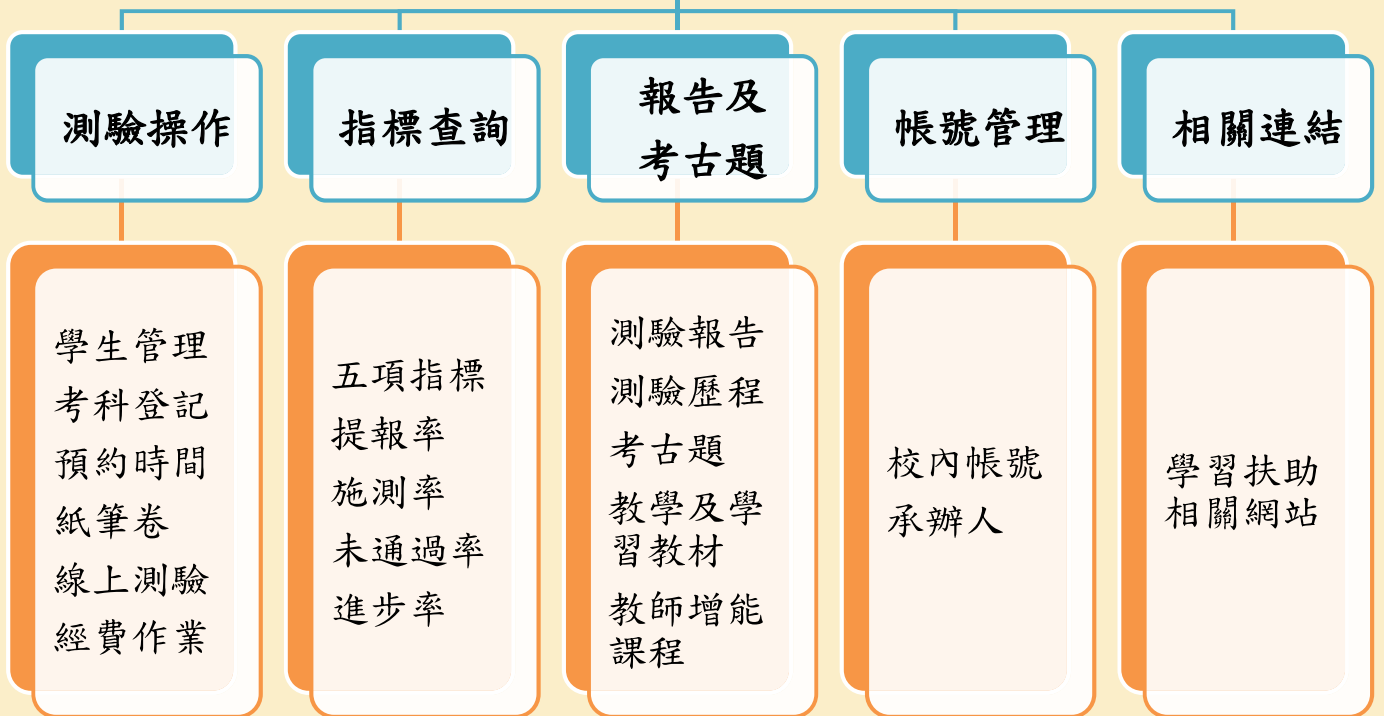 測驗操作
指標查詢
報告及
考古題
帳號管理
相關連結
學生管理
考科登記
預約時間
紙筆卷
線上測驗
經費作業
五項指標
提報率
施測率
未通過率
進步率
測驗報告
測驗歷程
考古題
教學及學
習教材
教師增能
課程
校內帳號
承辦人
學習扶助
相關網站